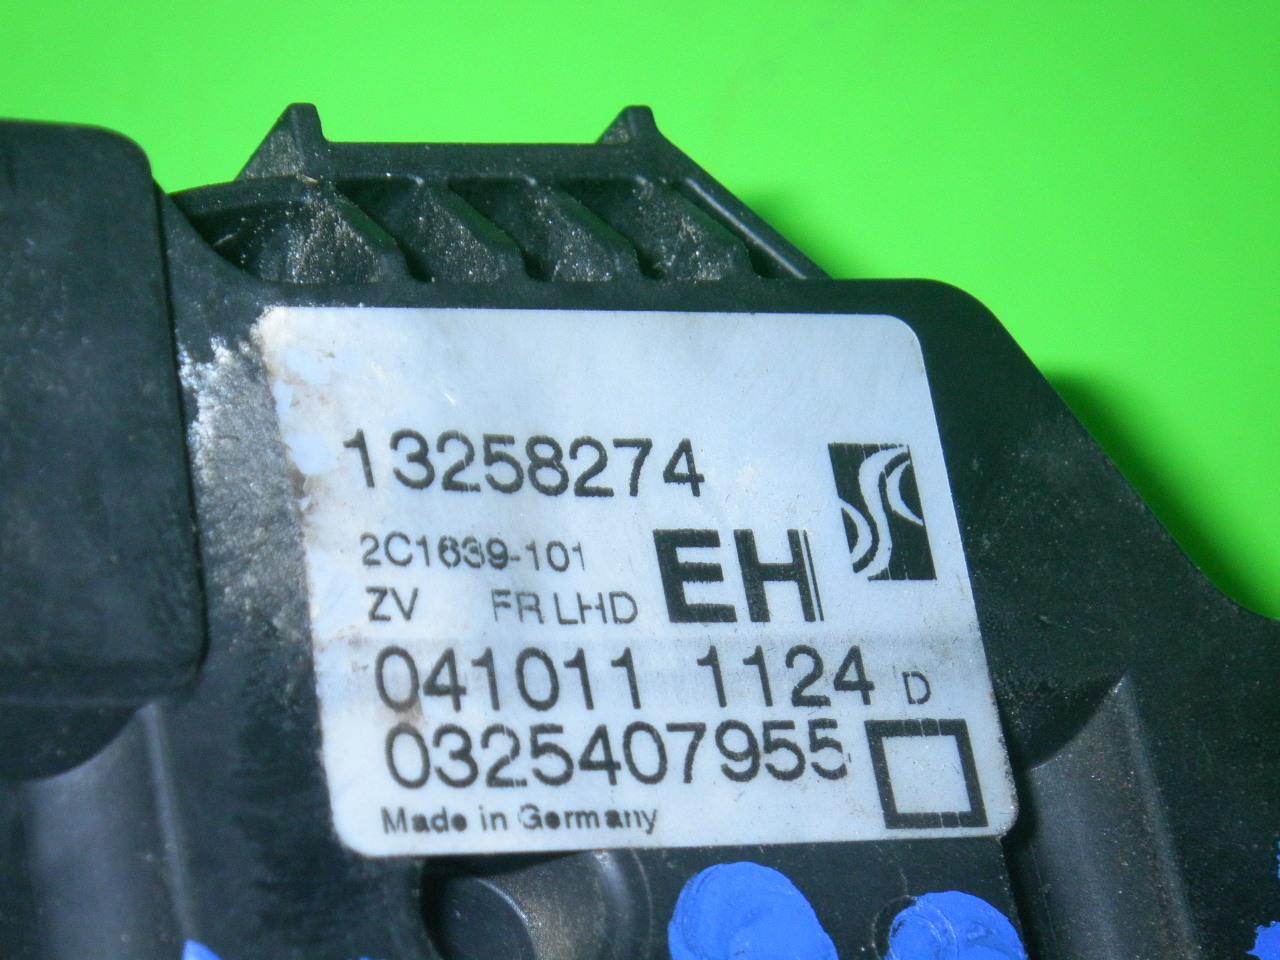 13258274
2C1639-101 EH
ZV FR LHD
041011 1124 D
0325407955
Made in Germany